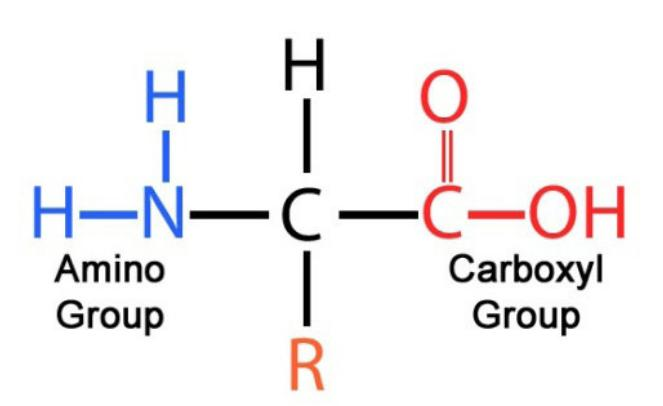 H H O
H N C C OH
Amino Carboxyl
Group Group
R